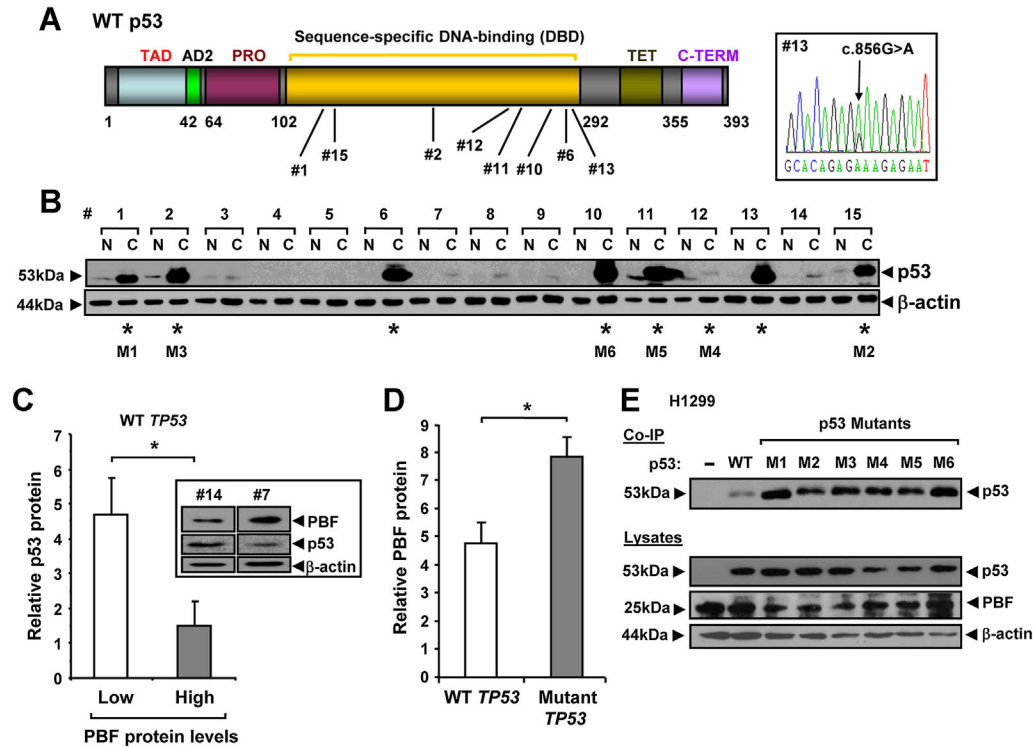 A WT p53
Sequence-specific DNA-binding (DBD)
TAD AD2 PRO TET C-TERM
1 42 64 102 292 355 393
#1 #15 #2 #12 #11 #10 #6 #13
#13
c.856G>A
GCACAGAGAAAGAGAAT
B
# 1 2 3 4 5 6 7 8 9 10 11 12 13 14 15
N C N C N C N C N C N C N C N C N C N C N C N C N C N C N C
53kDa p53
44kDa β-actin
* * * * * * * *
M1 M3 M6 M5 M4 M2
C
WT TP53
Relative p53 protein
7
6
5
4
3
2
1
0
*
#14 #7
PBF
p53
β-actin
Low High
PBF protein levels
D
Relative PBF protein
9
8
7
6
5
4
3
2
1
0
*
WT TP53 Mutant
TP53
E H1299
Co-IP p53 Mutants
p53: – WT M1 M2 M3 M4 M5 M6
53kDa p53
Lysates
53kDa p53
25kDa PBF
44kDa β-actin